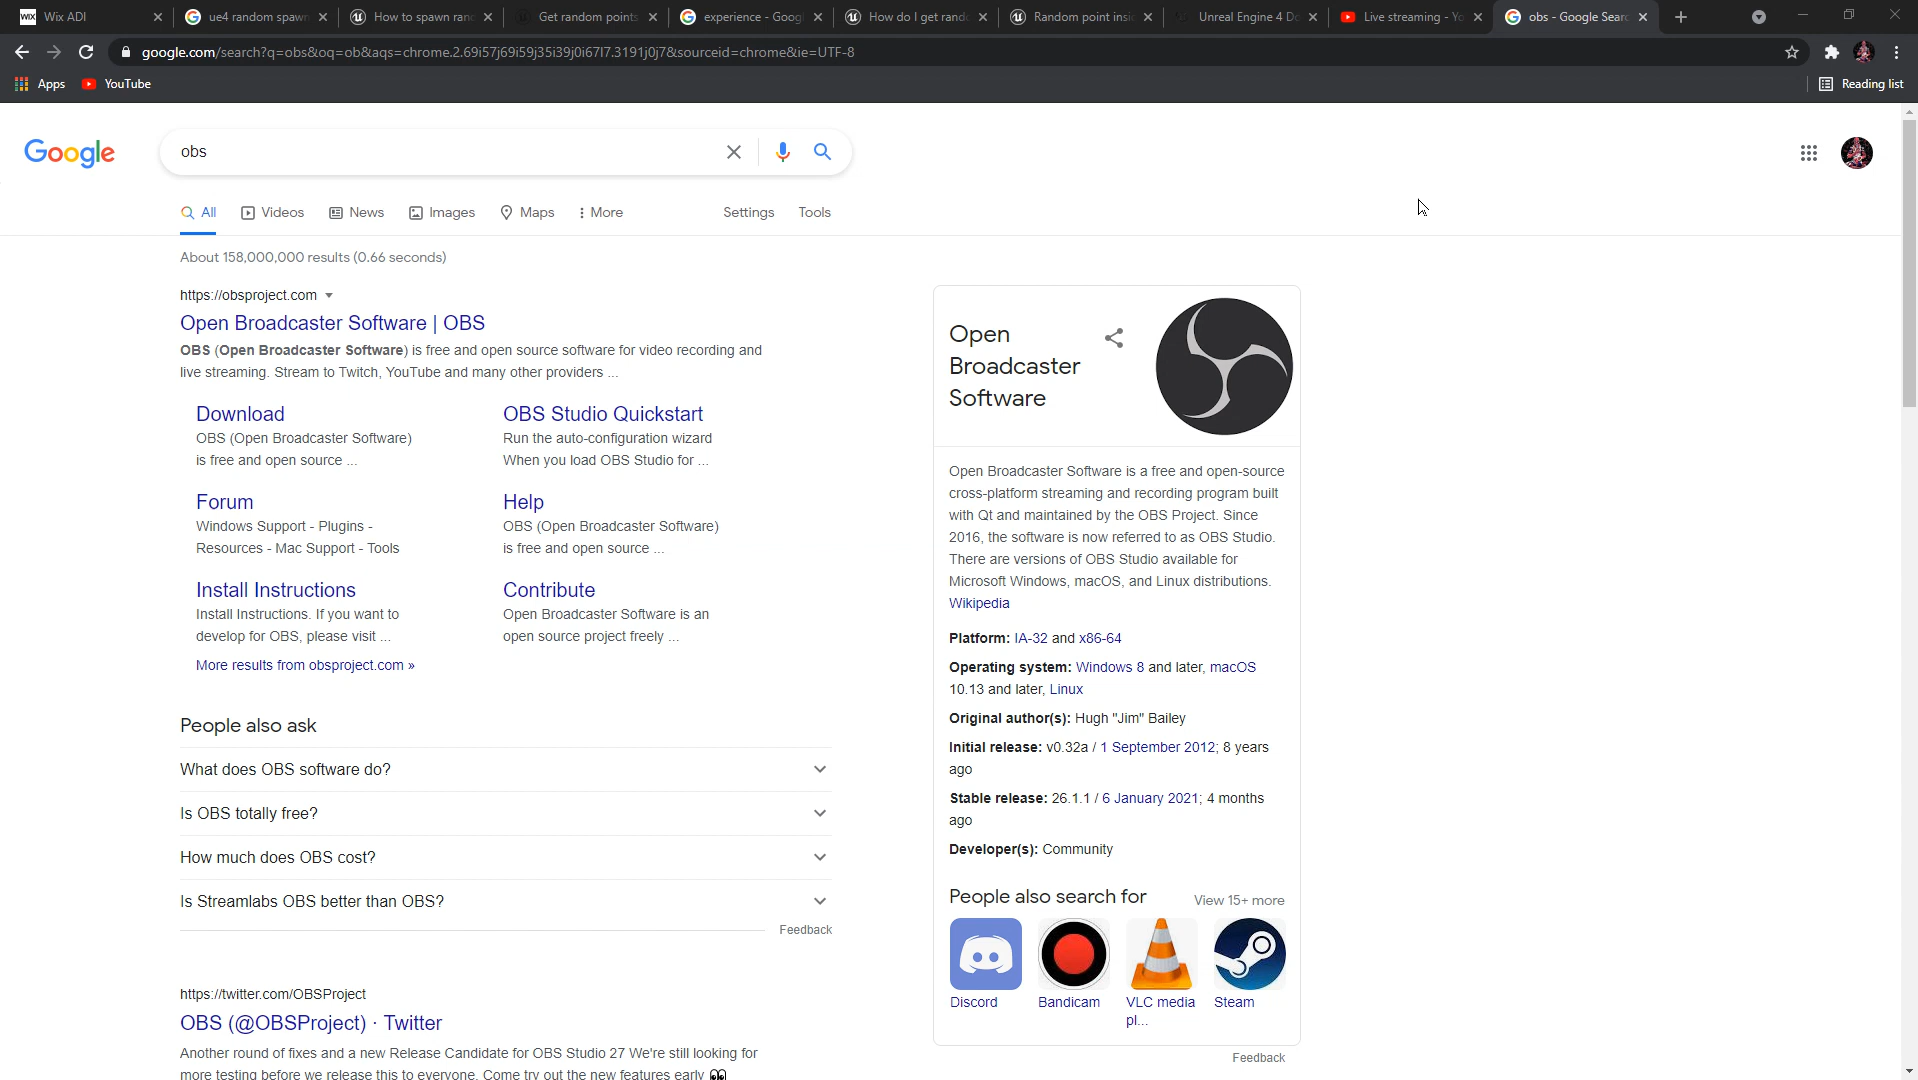 Wix ADI
ue4 random spawn
How to spawn ran
Get random points
experience - Goog
How do I get rand
Random point insi
Unreal Engine 4 Do
Live streaming - Yo
obs - Google Sear
google.com/search?q=obs&oq=ob&aqs=chrome.2.69i57j69i59j35i39j0i67l7.3191j0j7&sourceid=chrome&ie=UTF-8
Apps
YouTube
Reading list
Google
obs
All
Videos
News
Images
Maps
More
Settings
Tools
About 158,000,000 results (0.66 seconds)
https://obsproject.com
Open Broadcaster Software | OBS
OBS (Open Broadcaster Software) is free and open source software for video recording and
live streaming. Stream to Twitch, YouTube and many other providers ...
Download
OBS (Open Broadcaster Software)
is free and open source ...
OBS Studio Quickstart
Run the auto-configuration wizard
When you load OBS Studio for ...
Forum
Windows Support - Plugins -
Resources - Mac Support - Tools
Help
OBS (Open Broadcaster Software)
is free and open source ...
Install Instructions
Install Instructions. If you want to
develop for OBS, please visit ...
Contribute
Open Broadcaster Software is an
open source project freely ...
More results from obsproject.com »
People also ask
What does OBS software do?
Is OBS totally free?
How much does OBS cost?
Is Streamlabs OBS better than OBS?
Feedback
https://twitter.com/OBSProject
OBS (@OBSProject) · Twitter
Another round of fixes and a new Release Candidate for OBS Studio 27 We're still looking for
more testing before we release this to everyone. Come try out the new features early 👀
Open
Broadcaster
Software
Open Broadcaster Software is a free and open-source
cross-platform streaming and recording program built
with Qt and maintained by the OBS Project. Since
2016, the software is now referred to as OBS Studio.
There are versions of OBS Studio available for
Microsoft Windows, macOS, and Linux distributions.
Wikipedia
Platform: IA-32 and x86-64
Operating system: Windows 8 and later, macOS
10.13 and later, Linux
Original author(s): Hugh "Jim" Bailey
Initial release: v0.32a / 1 September 2012; 8 years
ago
Stable release: 26.1.1 / 6 January 2021; 4 months
ago
Developer(s): Community
People also search for
View 15+ more
Discord
Bandicam
VLC media
pl...
Steam
Feedback